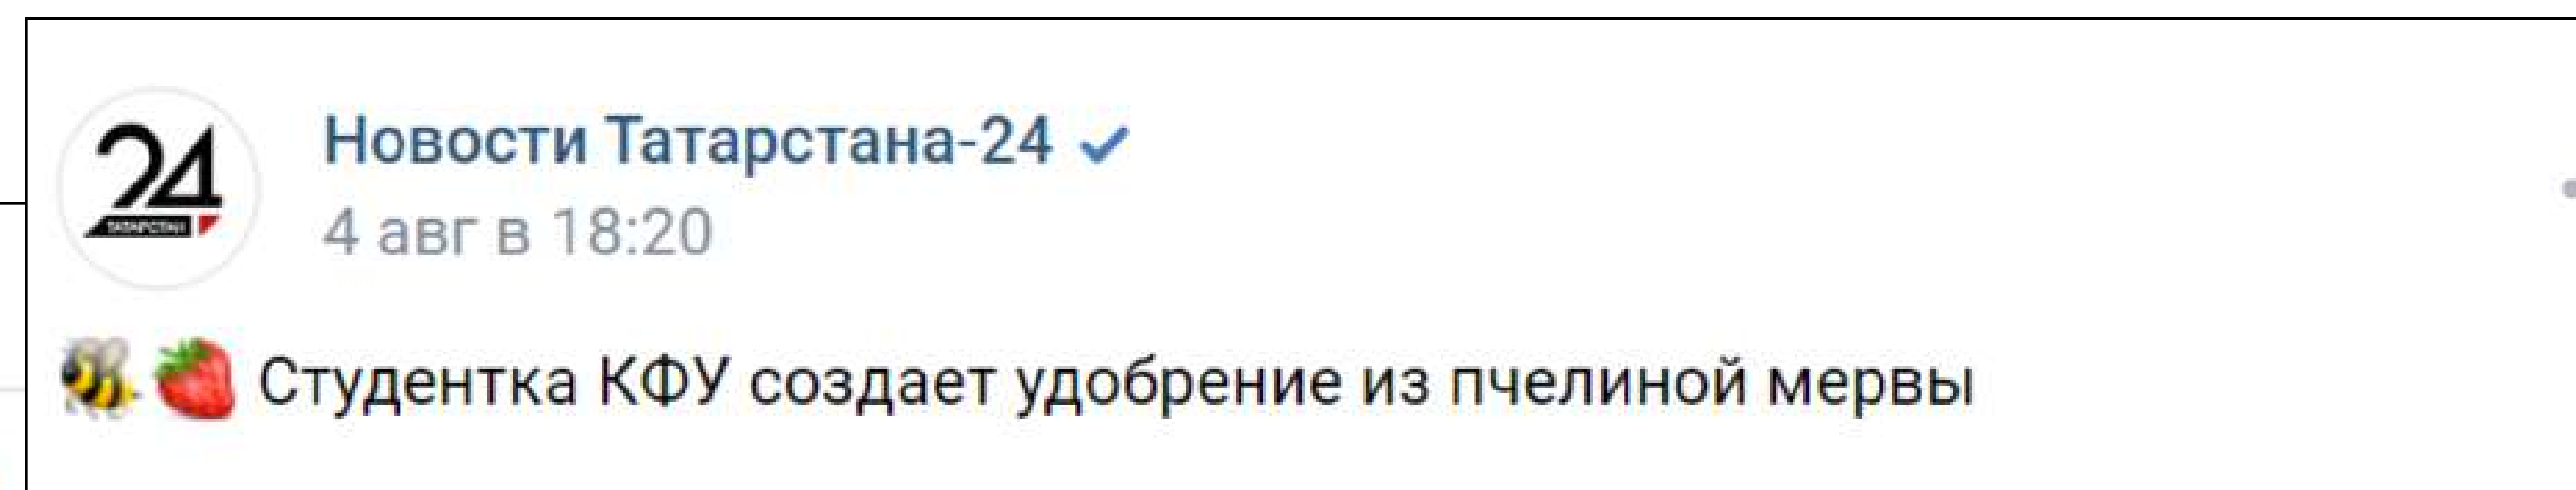 24
ТАТАРСТАН
Новости Татарстана-24
4 авг в 18:20
Студентка КФУ создает удобрение из пчелиной мервы